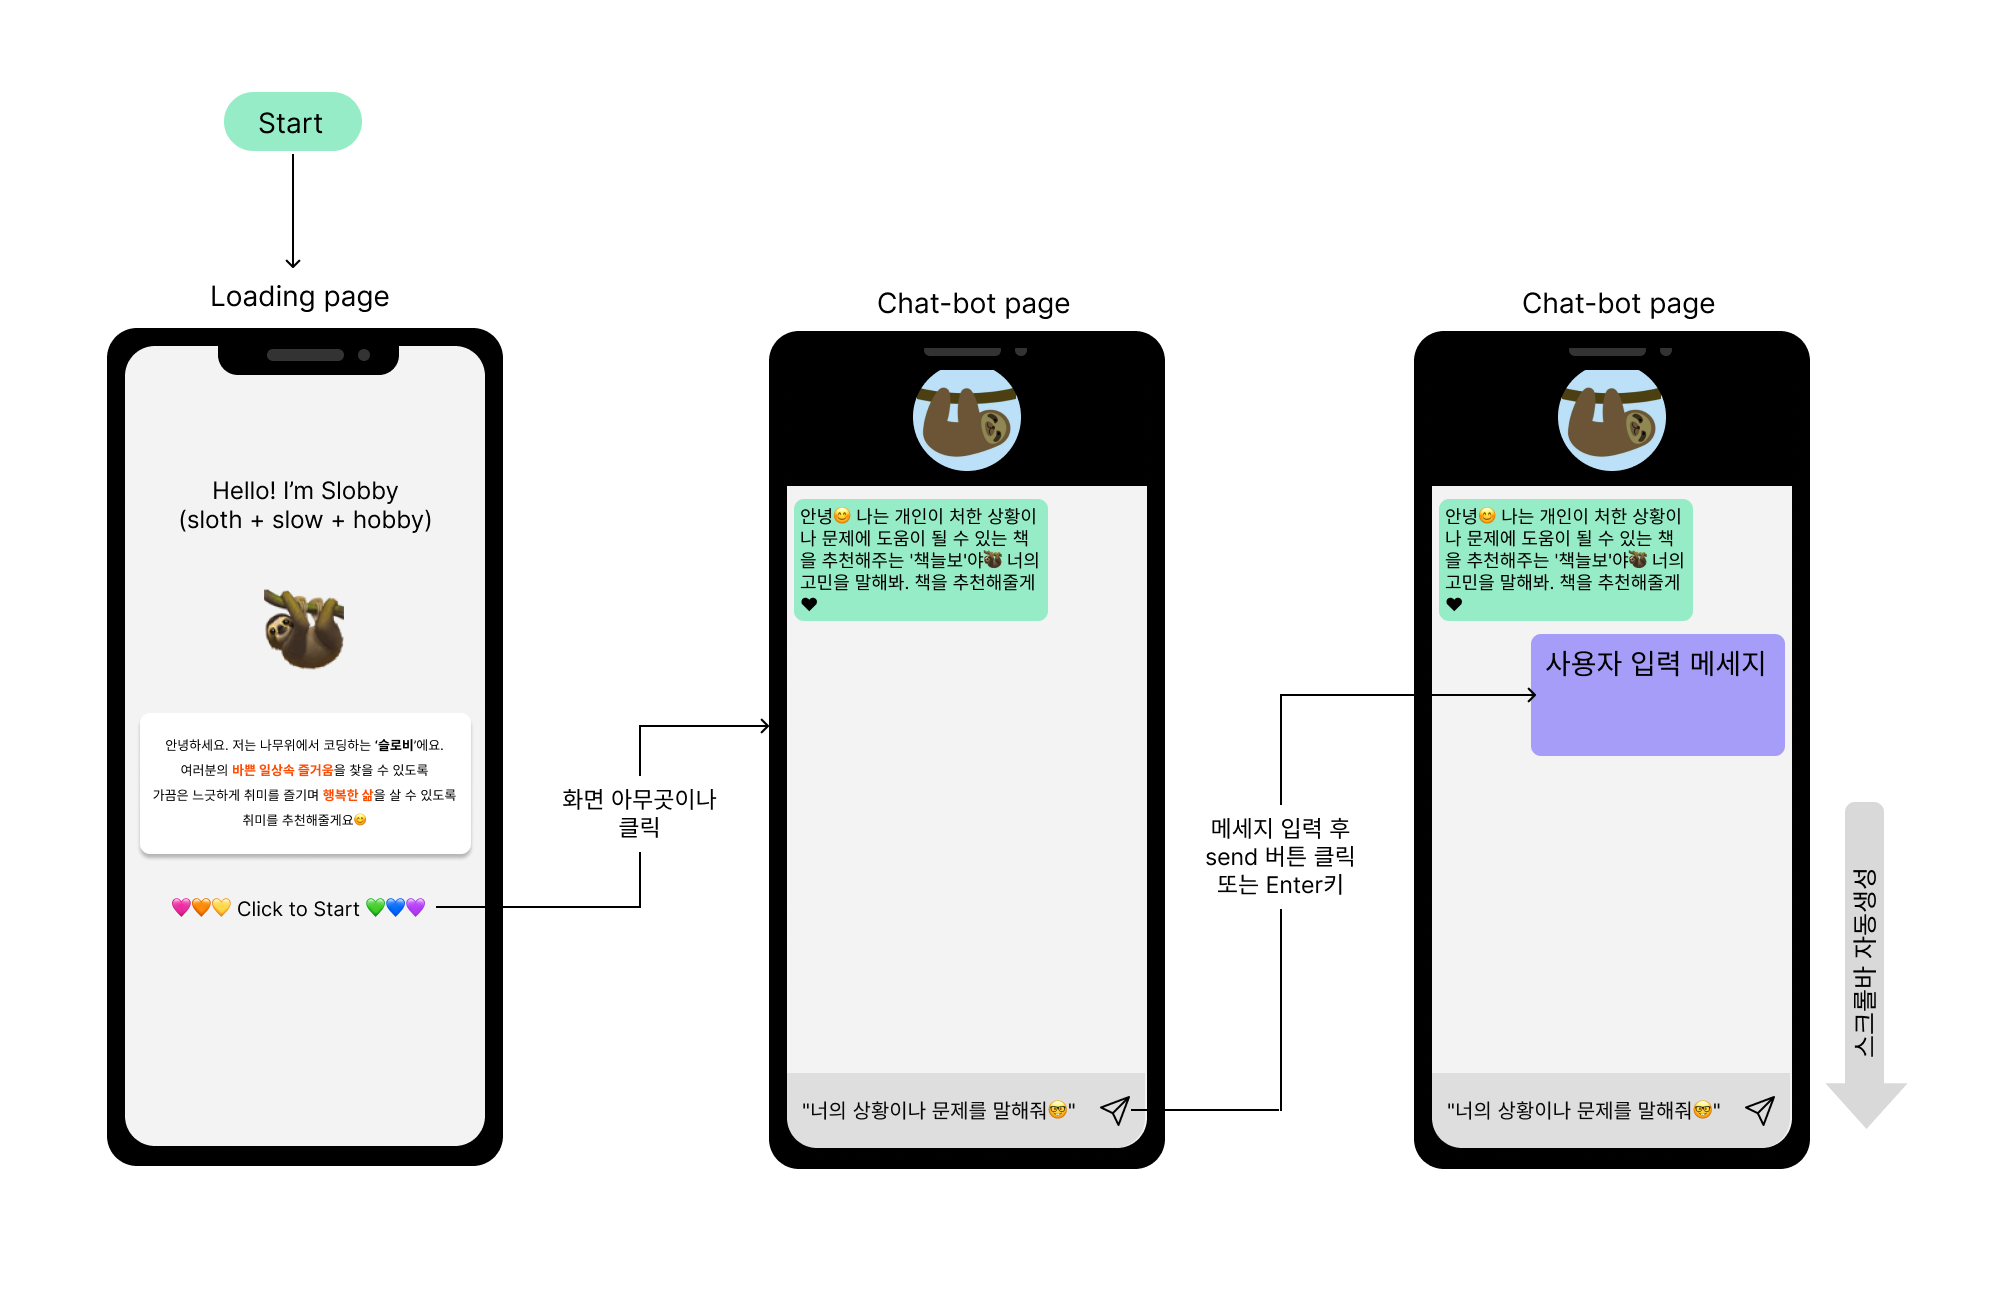 Start
Loading page
Hello! I’m Slobby
(sloth + slow + hobby)
안녕하세요. 저는 나무위에서 코딩하는 ‘슬로비’에요.
여러분의 바쁜 일상속 즐거움을 찾을 수 있도록
가끔은 느긋하게 취미를 즐기며 행복한 삶을 살 수 있도록
취미를 추천해줄게요😊
🩷🧡💛 Click to Start 💚💙💜
화면 아무곳이나
클릭
Chat-bot page
안녕😊 나는 개인이 처한 상황이
나 문제에 도움이 될 수 있는 책
을 추천해주는 '책늘보'야🦥 너의
고민을 말해봐. 책을 추천해줄게
♥
"너의 상황이나 문제를 말해줘🤓"
메세지 입력 후
send 버튼 클릭
또는 Enter키
Chat-bot page
안녕😊 나는 개인이 처한 상황이
나 문제에 도움이 될 수 있는 책
을 추천해주는 '책늘보'야🦥 너의
고민을 말해봐. 책을 추천해줄게
♥
사용자 입력 메세지
"너의 상황이나 문제를 말해줘🤓"
스크롤바 자동생성